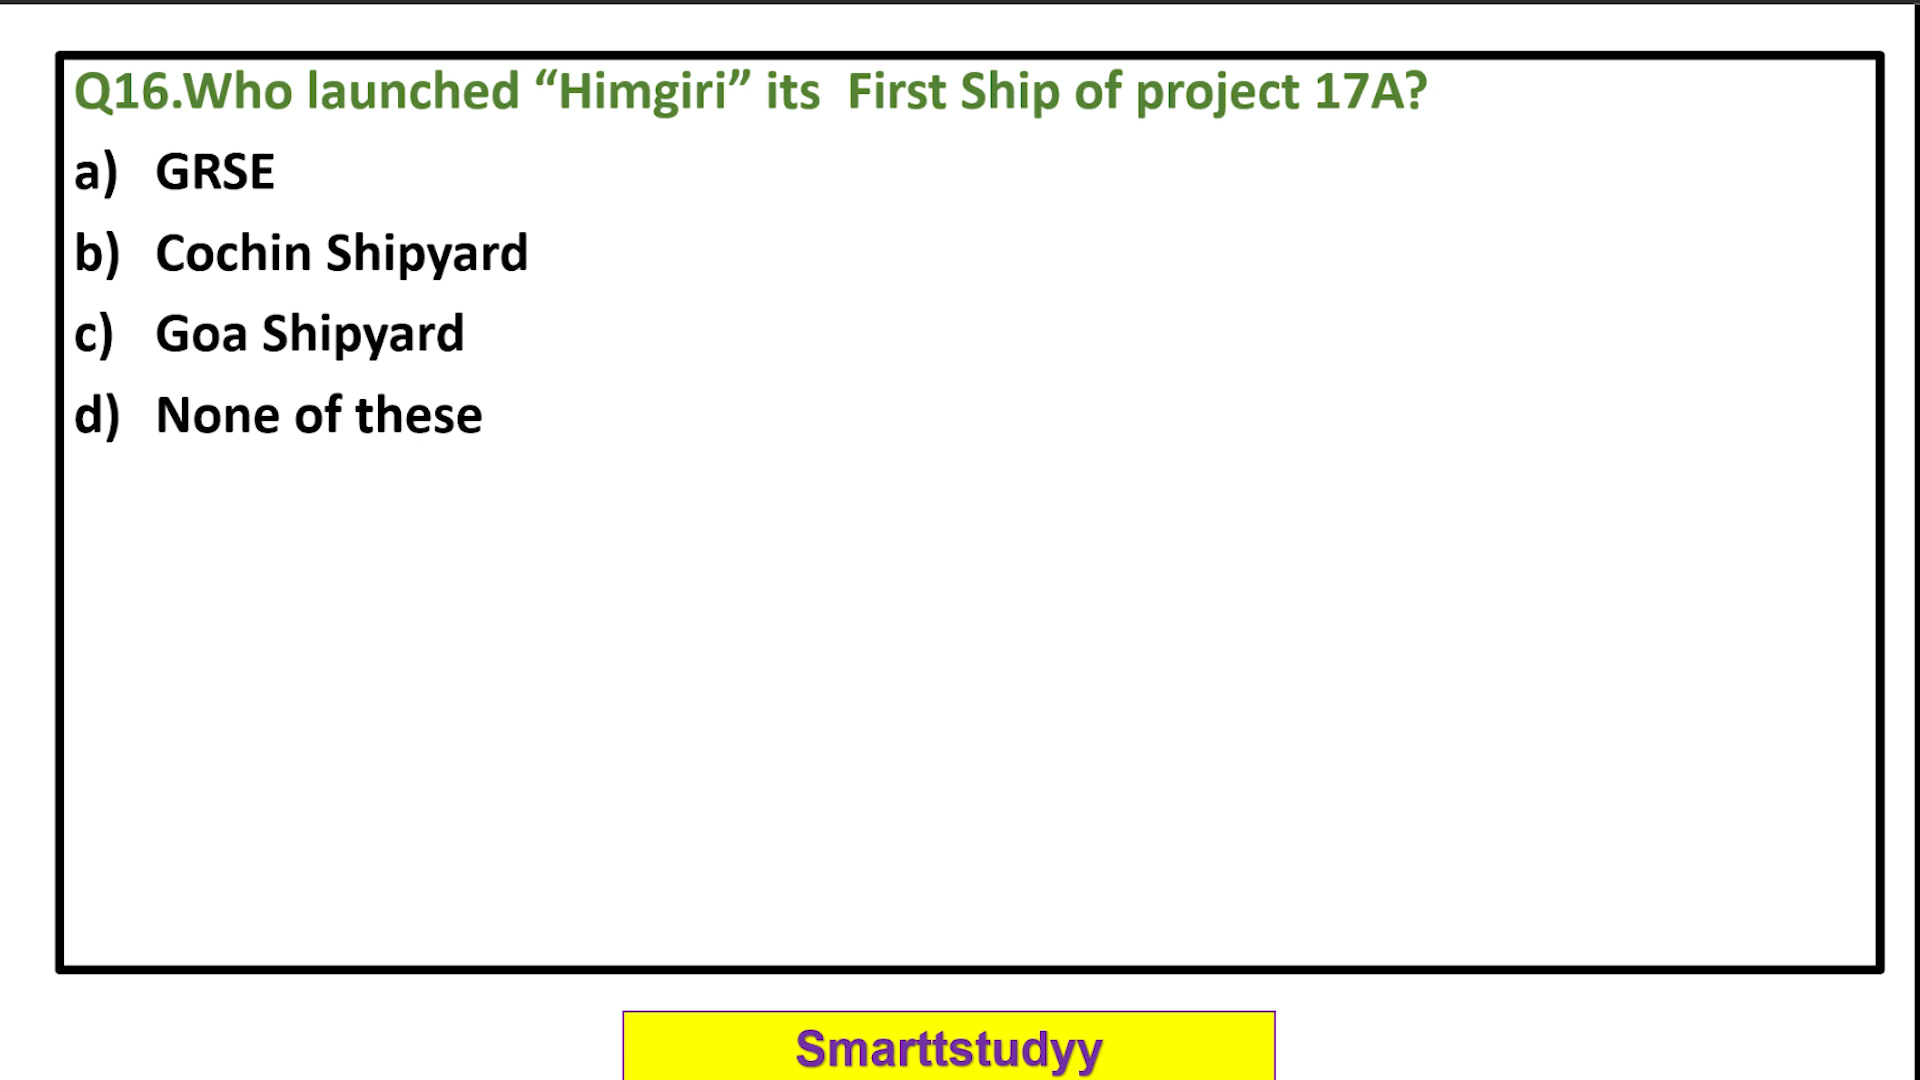 Q16.Who launched “Himgiri” its  First Ship of project 17A?
a) GRSE
b) Cochin Shipyard
c) Goa Shipyard
d) None of these
Smarttstudyy